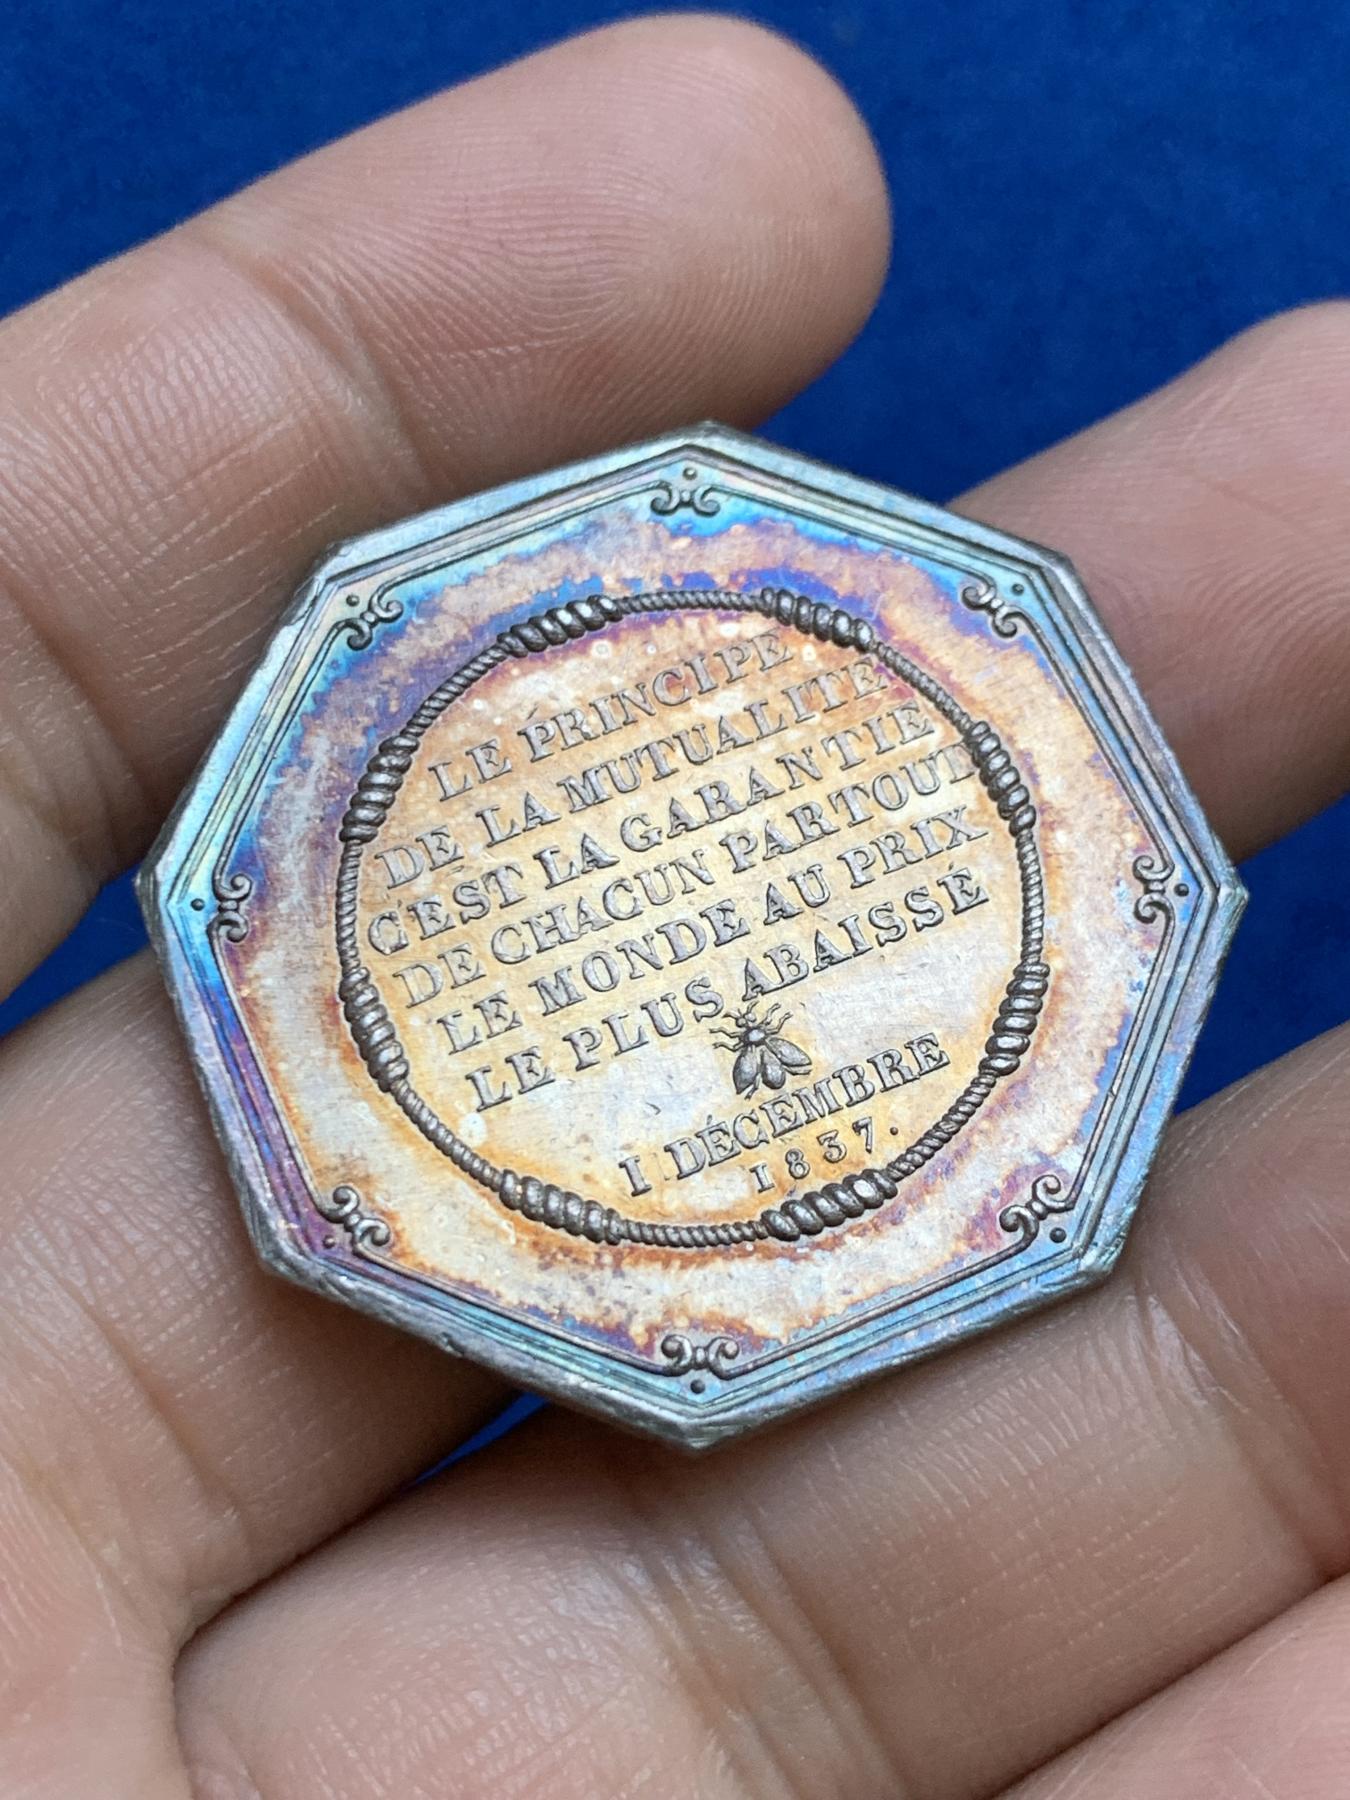 LE PRINCIPE
DE LA MUTUALITE
C'EST LA GARANTIE
DE CHACUN PARTOUT
LE MONDE AU PRIX
LE PLUS ABAISSÉ
1 DÉCEMBRE
1837.